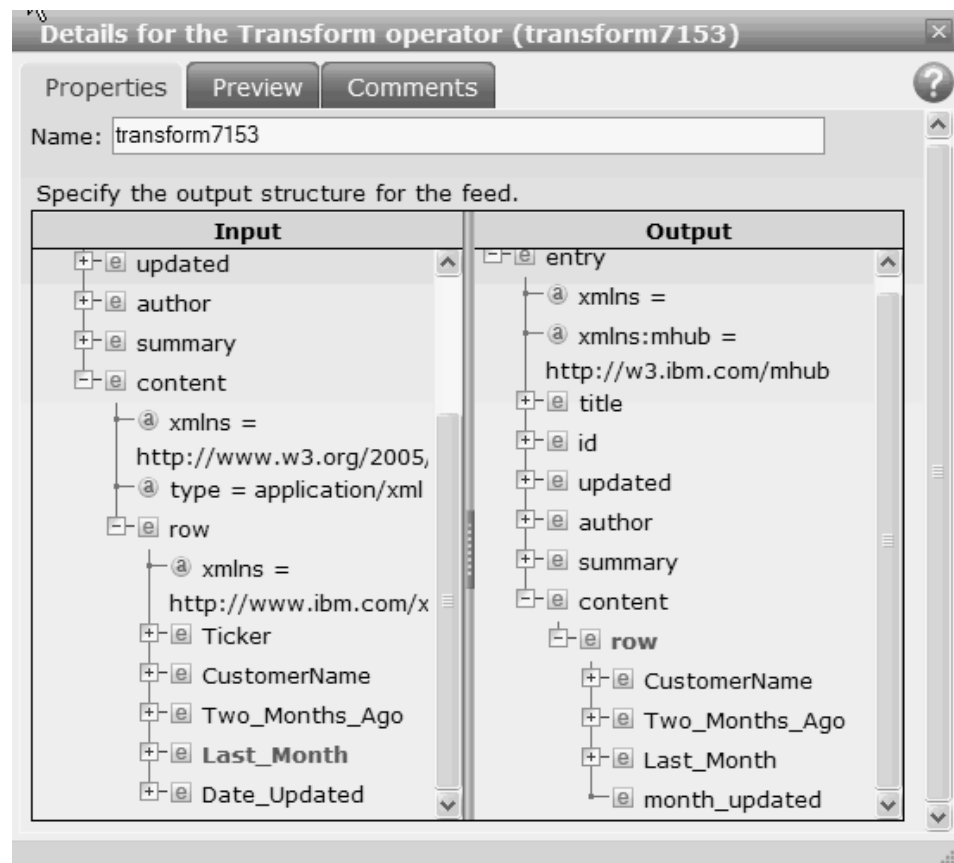 Details for the Transform operator (transform7153)
Properties
Preview
Comments
?
Name: transform7153
Specify the output structure for the feed.
Input
e updated
e author
e summary
e content
a xmlns =
http://www.w3.org/2005,
a type = application/xml
e row
a xmlns =
http://www.ibm.com/x
e Ticker
e CustomerName
e Two_Months_Ago
e Last_Month
e Date_Updated
Output
e entry
a xmlns =
a xmlns:mhub =
http://w3.ibm.com/mhub
e title
e id
e updated
e author
e summary
e content
e row
e CustomerName
e Two_Months_Ago
e Last_Month
e month_updated